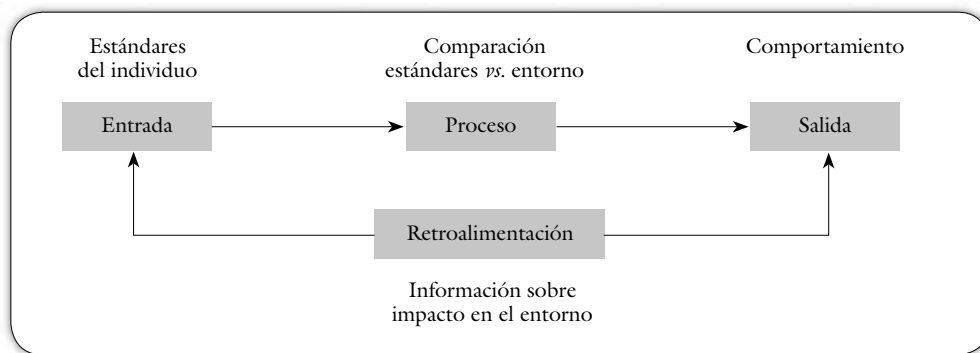 Estándares
del individuo
Comparación
estándares vs. entorno
Comportamiento
Entrada
Proceso
Salida
Retroalimentación
Información sobre
impacto en el entorno